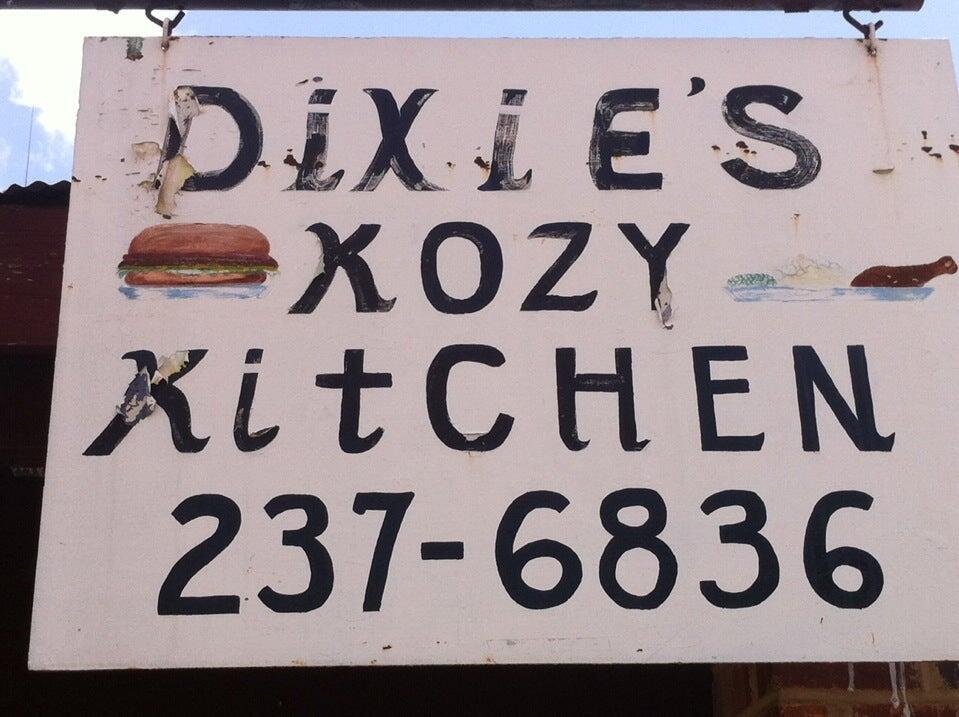 DiXiE'S
KOZY
KitCHEN
237-6836